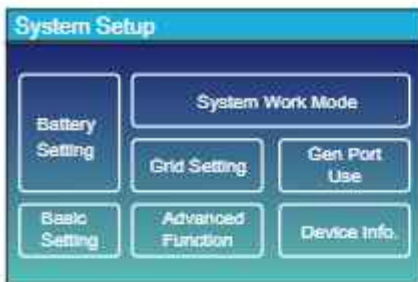 System Setup
System Work Mode
Battery
Setting
Grid Setting
Gen Port
Use
Basic
Setting
Advanced
Function
Device Info.